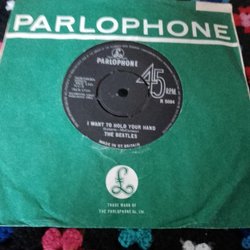 PARLOPHONE
PARLOPHONE
45
RPM
R 5084
I WANT TO HOLD YOUR HAND
THE BEATLES
MADE IN GT BRITAIN
£
TRADE MARK OF
THE PARLOPHONE Co. Ltd.